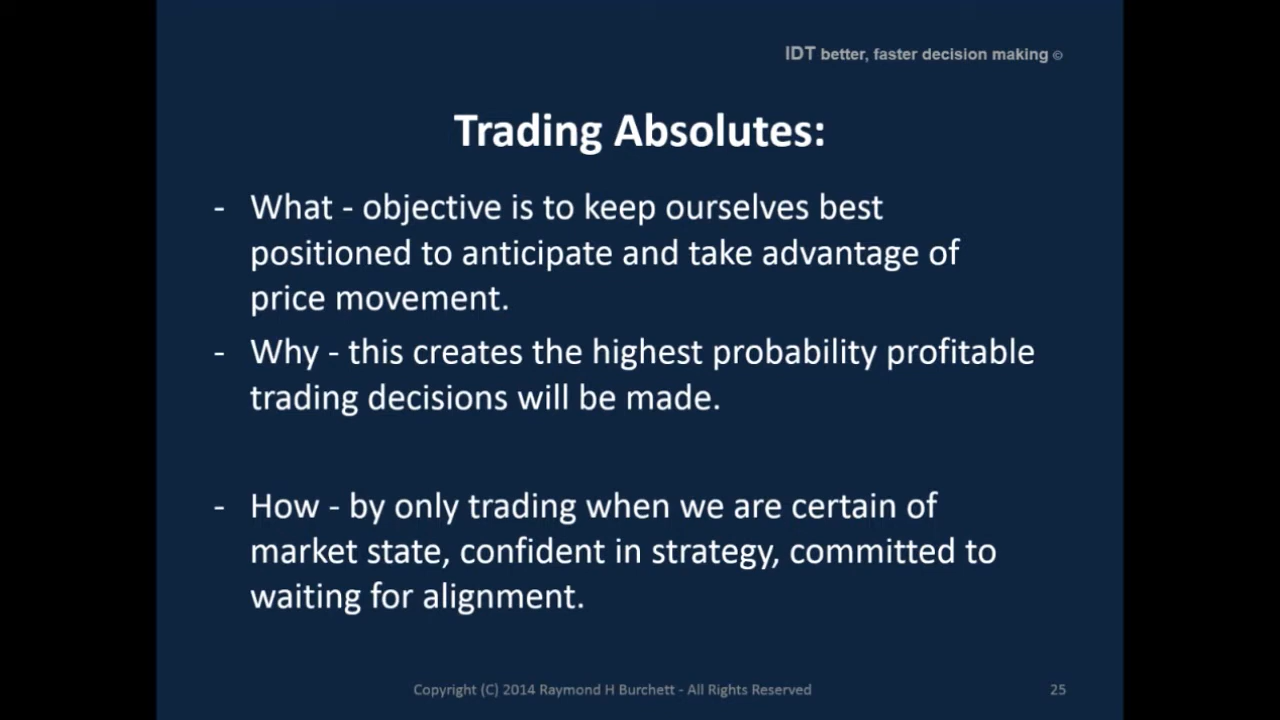 IDT better, faster decision making ©
Trading Absolutes:
- What - objective is to keep ourselves best
positioned to anticipate and take advantage of
price movement.
- Why - this creates the highest probability profitable
trading decisions will be made.
- How - by only trading when we are certain of
market state, confident in strategy, committed to
waiting for alignment.
Copyright (C) 2014 Raymond H Burchett - All Rights Reserved
25